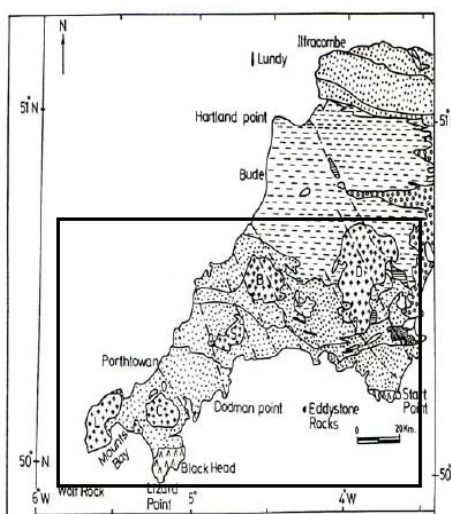 N
Ilfracombe
Lundy
51°N
51°
Hartland point
Bude
B
D
S
Porthtowan
C
L
Mounts
Bay
Dodman point
Eddystone
Rocks
Start
Point
0 20Km.
Black Head
50°N
50°
Wolf Rock
Lizard
Point
6°W
5°
4°W